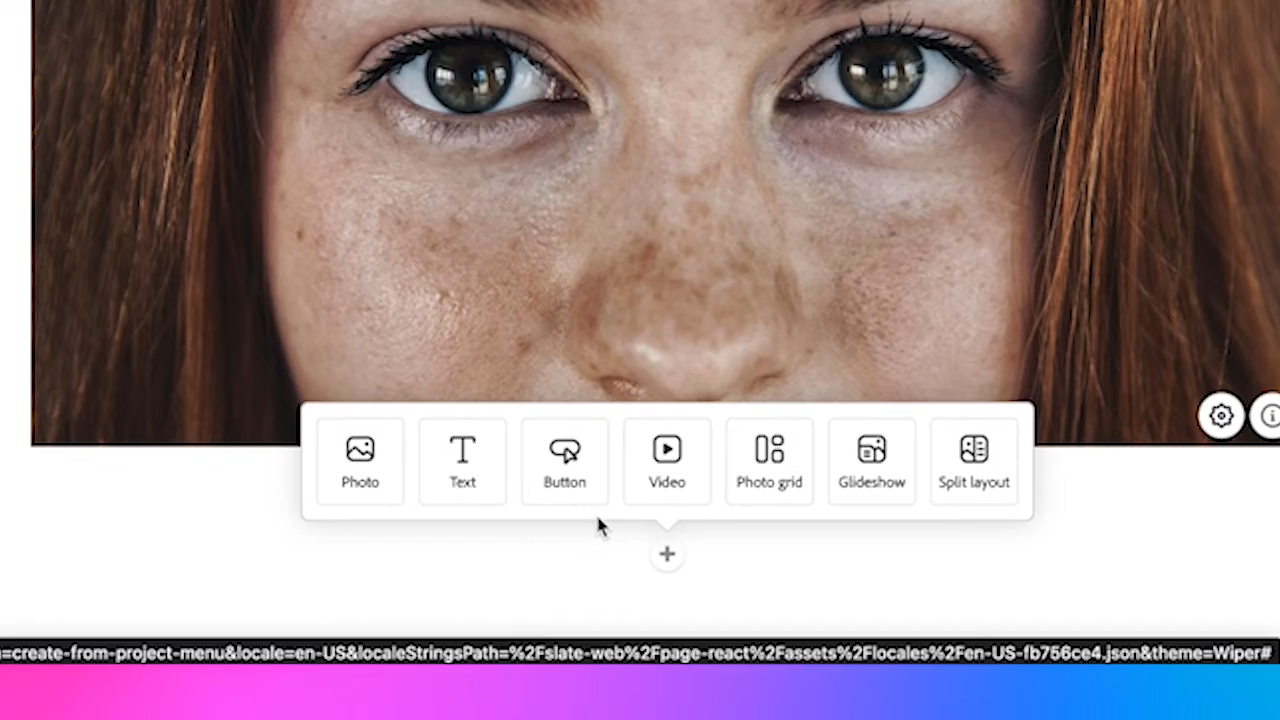 Photo
Text
Button
Video
Photo grid
Glideshow
Split layout
=create-from-project-menu&locale=en-US&localeStringsPath=%2Fslate-web%2Fpage-react%2Fassets%2Flocales%2Fen-US-fb756ce4.json&theme=Wiper#